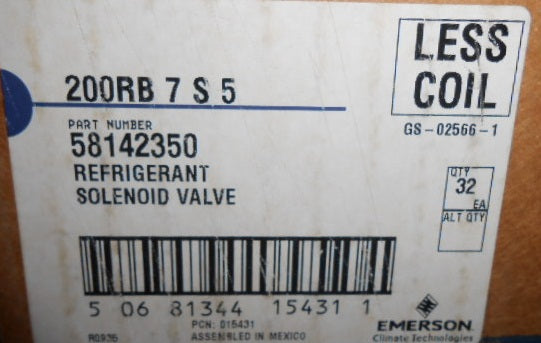 LESS
COIL
200RB 7 S 5
GS-02566-1
PART NUMBER
58142350
REFRIGERANT
SOLENOID VALVE
QTY
32
EA
ALT QTY
5 06 81344 15431 1
PCN: 015431
ASSEMBLED IN MEXICO
EMERSON
Climate Technologies